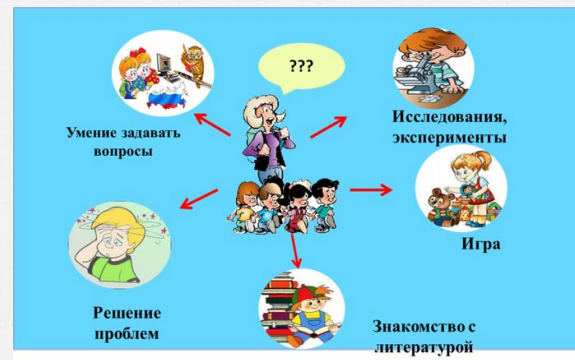 ???
Умение задавать
вопросы
Исследования,
эксперименты
Игра
Решение
проблем
Знакомство с
литературой